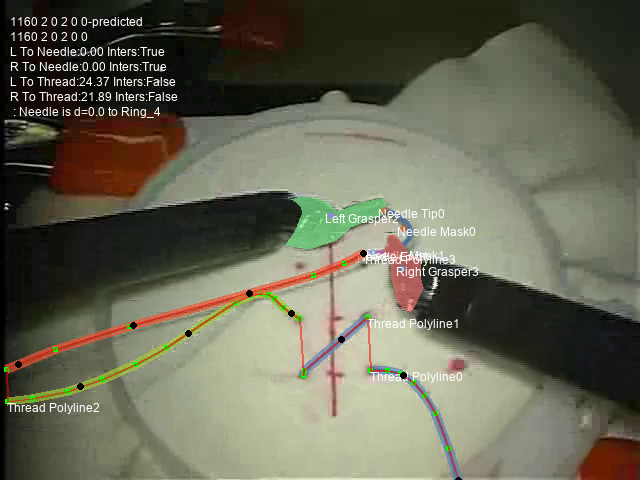 1160 2 0 2 0 0-predicted
1160 2 0 2 0 0
L To Needle:0.00 Inters:True
R To Needle:0.00 Inters:True
L To Thread:24.37 Inters:False
R To Thread:21.89 Inters:False
: Needle is d=0.0 to Ring_4
Needle Tip0
Left Grasper2
Needle Mask0
Thread Polyline3
Right Grasper3
Thread Polyline1
Thread Polyline0
Thread Polyline2